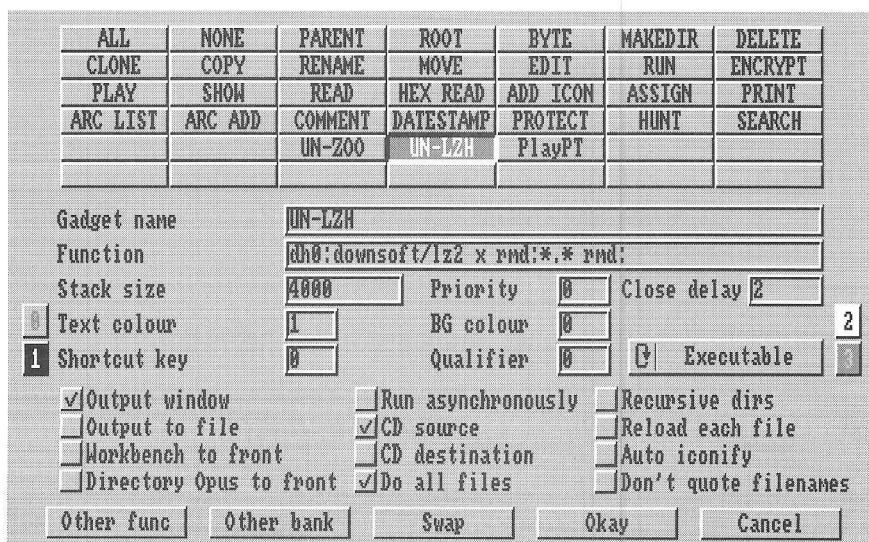 ALL NONE PARENT ROOT BYTE MAKEDIR DELETE
CLONE COPY RENAME MOVE EDIT RUN ENCRYPT
PLAY SHOW READ HEX READ ADD ICON ASSIGN PRINT
ARC LIST ARC ADD COMMENT DATESTAMP PROTECT HUNT SEARCH
UN-ZOO UN-LZH PlayPT
Gadget name UN-LZH
Function dh0:downsoft/lz2 x rmd:*.* rmd:
Stack size 4000 Priority 0 Close delay 2
0 Text colour 1 BG colour 0 2
1 Shortcut key 0 Qualifier 0 Executable 3
Output window Run asynchronously Recursive dirs
Output to file CD source Reload each file
Workbench to front CD destination Auto iconify
Directory Opus to front Do all files Don't quote filenames
Other func Other bank Swap Okay Cancel